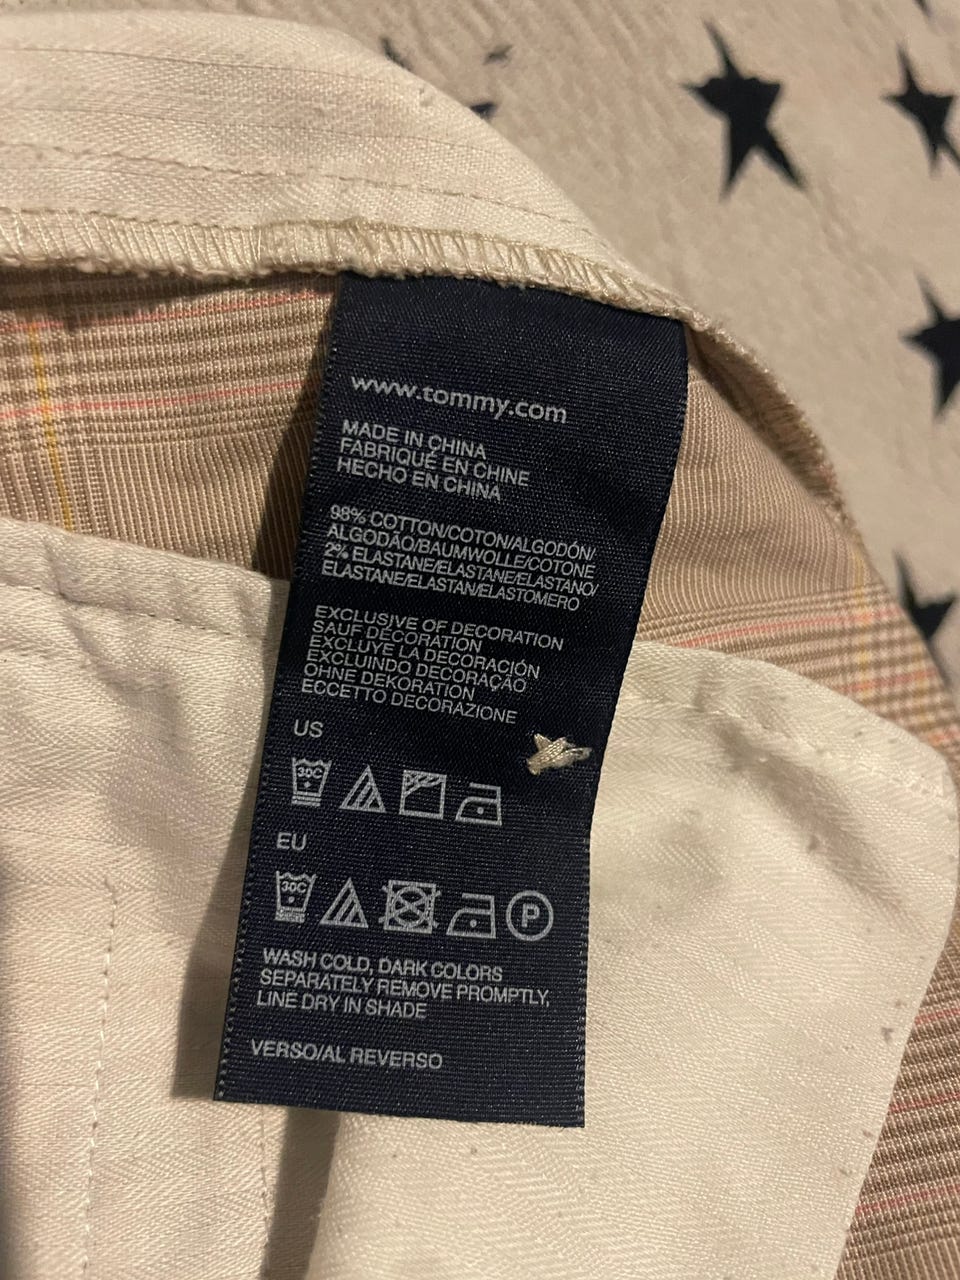 www.tommy.com
MADE IN CHINA
FABRIQUÉ EN CHINE
HECHO EN CHINA
98% COTTON/COTON/ALGODÓN/
ALGODÃO/BAUMWOLLE/COTONE
2% ELASTANE/ELASTANE/ELASTANO/
ELASTANE/ELASTAN/ELASTOMERO
EXCLUSIVE OF DECORATION
SAUF DÉCORATION
EXCLUYE LA DECORACIÓN
EXCLUINDO DECORAÇÃO
OHNE DEKORATION
ECCETTO DECORAZIONE
US
30C
EU
30C P
WASH COLD, DARK COLORS
SEPARATELY REMOVE PROMPTLY,
LINE DRY IN SHADE
VERSO/AL REVERSO